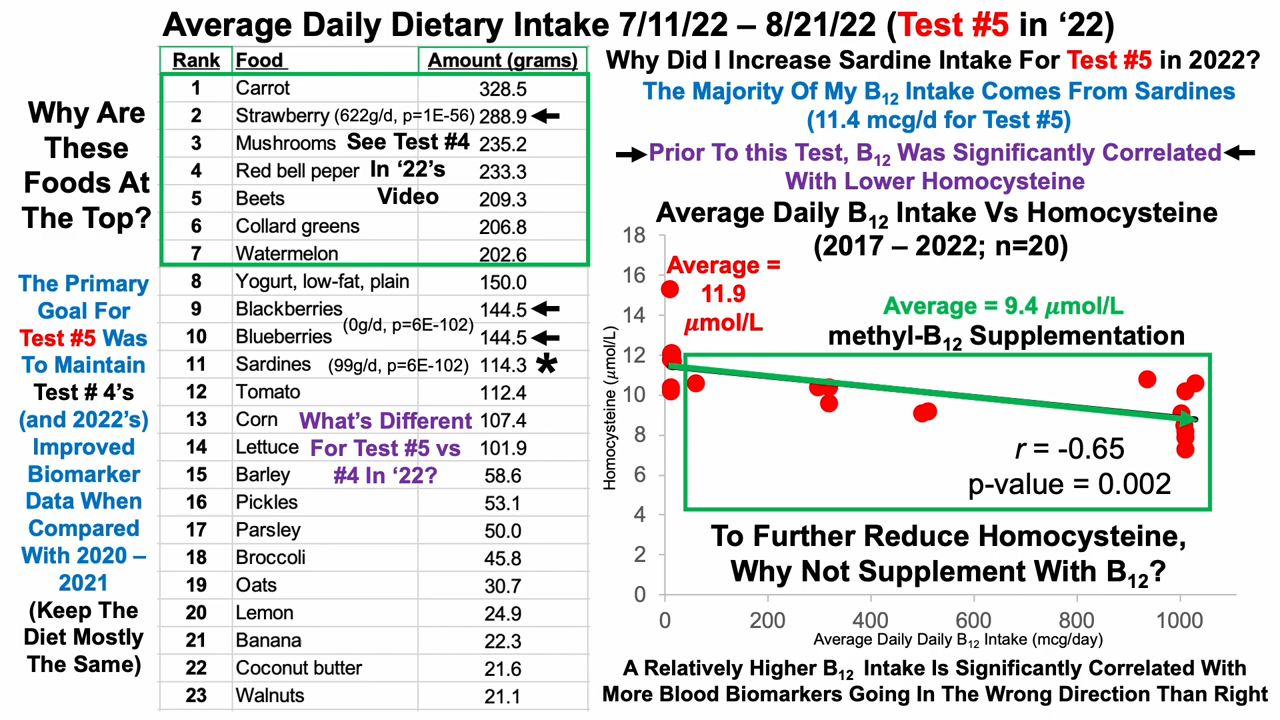 Average Daily Dietary Intake 7/11/22 – 8/21/22 (Test #5 in ‘22)
Why Are
These
Foods At
The Top?
The Primary
Goal For
Test #5 Was
To Maintain
Test # 4’s
(and 2022’s)
Improved
Biomarker
Data When
Compared
With 2020 –
2021
(Keep The
Diet Mostly
The Same)
Rank Food Amount (grams)
1 Carrot 328.5
2 Strawberry (622g/d, p=1E-56) 288.9
3 Mushrooms See Test #4 235.2
4 Red bell peper In ‘22’s 233.3
5 Beets Video 209.3
6 Collard greens 206.8
7 Watermelon 202.6
8 Yogurt, low-fat, plain 150.0
9 Blackberries 144.5
(0g/d, p=6E-102)
10 Blueberries 144.5
11 Sardines (99g/d, p=6E-102) 114.3 *
12 Tomato 112.4
13 Corn What’s Different 107.4
14 Lettuce For Test #5 vs 101.9
15 Barley #4 In ‘22? 58.6
16 Pickles 53.1
17 Parsley 50.0
18 Broccoli 45.8
19 Oats 30.7
20 Lemon 24.9
21 Banana 22.3
22 Coconut butter 21.6
23 Walnuts 21.1
Why Did I Increase Sardine Intake For Test #5 in 2022?
The Majority Of My B12 Intake Comes From Sardines
(11.4 mcg/d for Test #5)
Prior To this Test, B12 Was Significantly Correlated
With Lower Homocysteine
Average Daily B12 Intake Vs Homocysteine
(2017 – 2022; n=20)
Average =
11.9
µmol/L
Average = 9.4 µmol/L
methyl-B12 Supplementation
r = -0.65
p-value = 0.002
To Further Reduce Homocysteine,
Why Not Supplement With B12?
Homocysteine (µmol/L)
18
16
14
12
10
8
6
4
2
0
0 200 400 600 800 1000
Average Daily Daily B12 Intake (mcg/day)
A Relatively Higher B12 Intake Is Significantly Correlated With
More Blood Biomarkers Going In The Wrong Direction Than Right